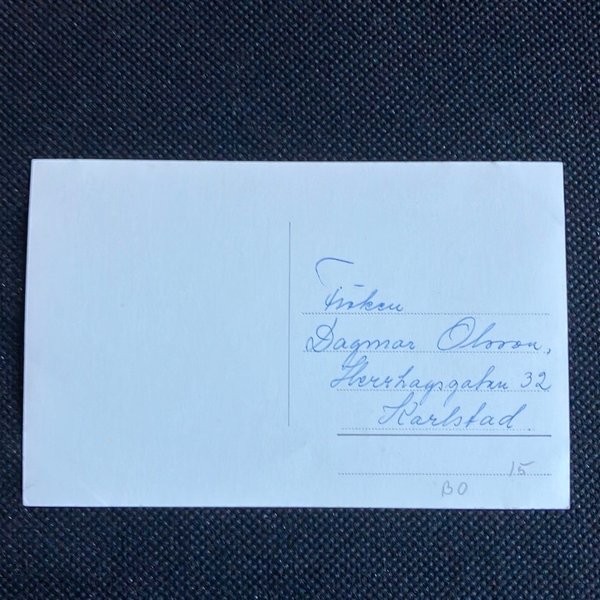 Fröken
Dagmar Olsson,
Herrhagsgatan 32
Karlstad.
15
BO